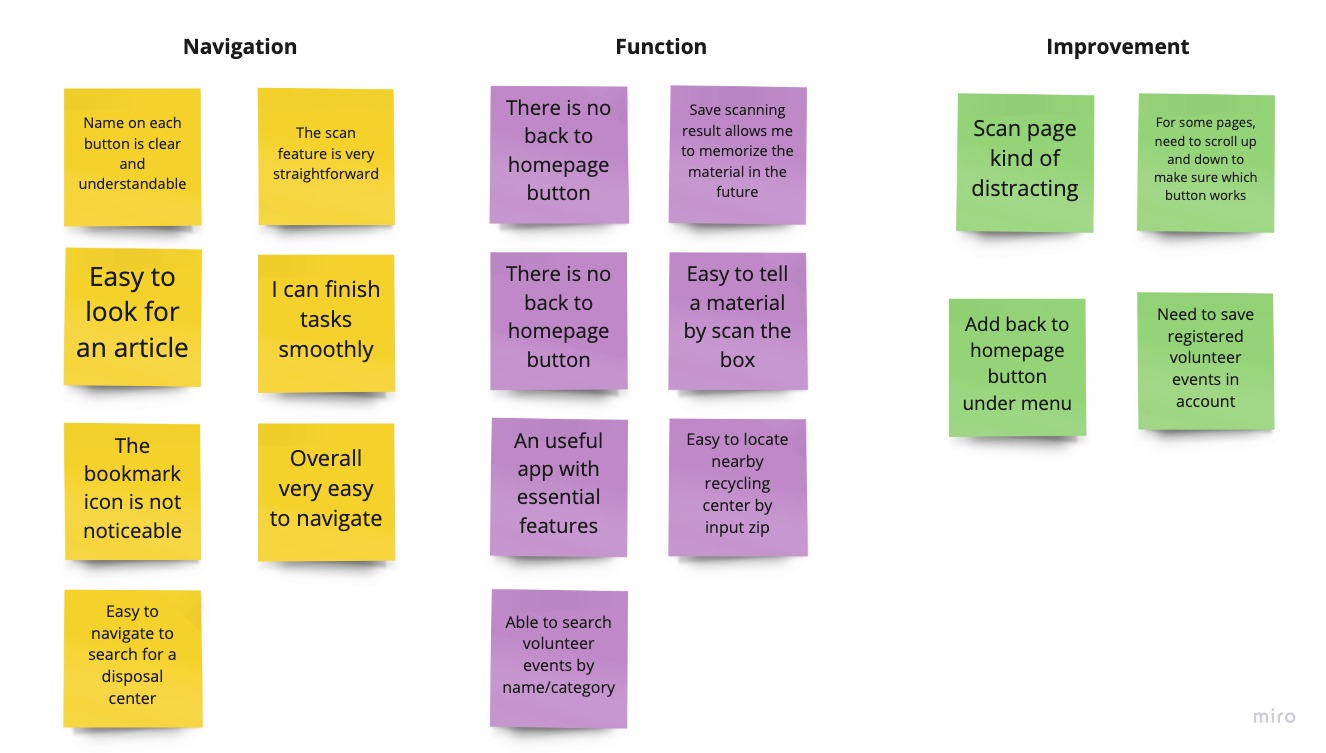 Navigation
Name on each
button is clear
and
understandable
The scan
feature is very
straightforward
Easy to
look for
an article
I can finish
tasks
smoothly
The
bookmark
icon is not
noticeable
Overall
very easy
to navigate
Easy to
navigate to
search for a
disposal
center
Function
There is no
back to
homepage
button
Save scanning
result allows me
to memorize the
material in the
future
There is no
back to
homepage
button
Easy to tell
a material
by scan the
box
An useful
app with
essential
features
Easy to locate
nearby
recycling
center by
input zip
Able to search
volunteer
events by
name/category
Improvement
Scan page
kind of
distracting
For some pages,
need to scroll up
and down to
make sure which
button works
Add back to
homepage
button
under menu
Need to save
registered
volunteer
events in
account
miro